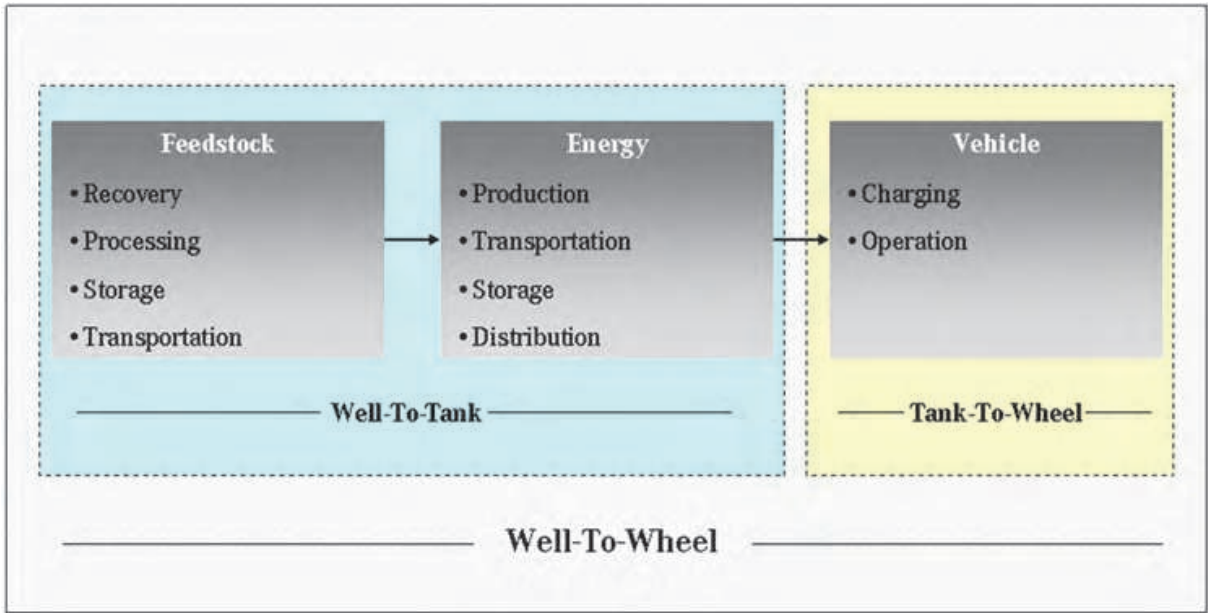 Feedstock
• Recovery
• Processing
• Storage
• Transportation
Energy
• Production
• Transportation
• Storage
• Distribution
Vehicle
• Charging
• Operation
Well-To-Tank
Tank-To-Wheel
Well-To-Wheel